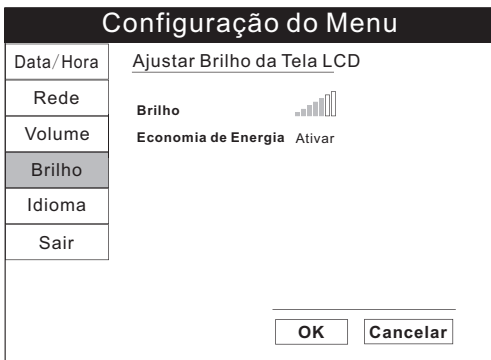 Configuração do Menu
Data/Hora
Rede
Volume
Brilho
Idioma
Sair
Ajustar Brilho da Tela LCD
Brilho
Economia de Energia Ativar
OK Cancelar